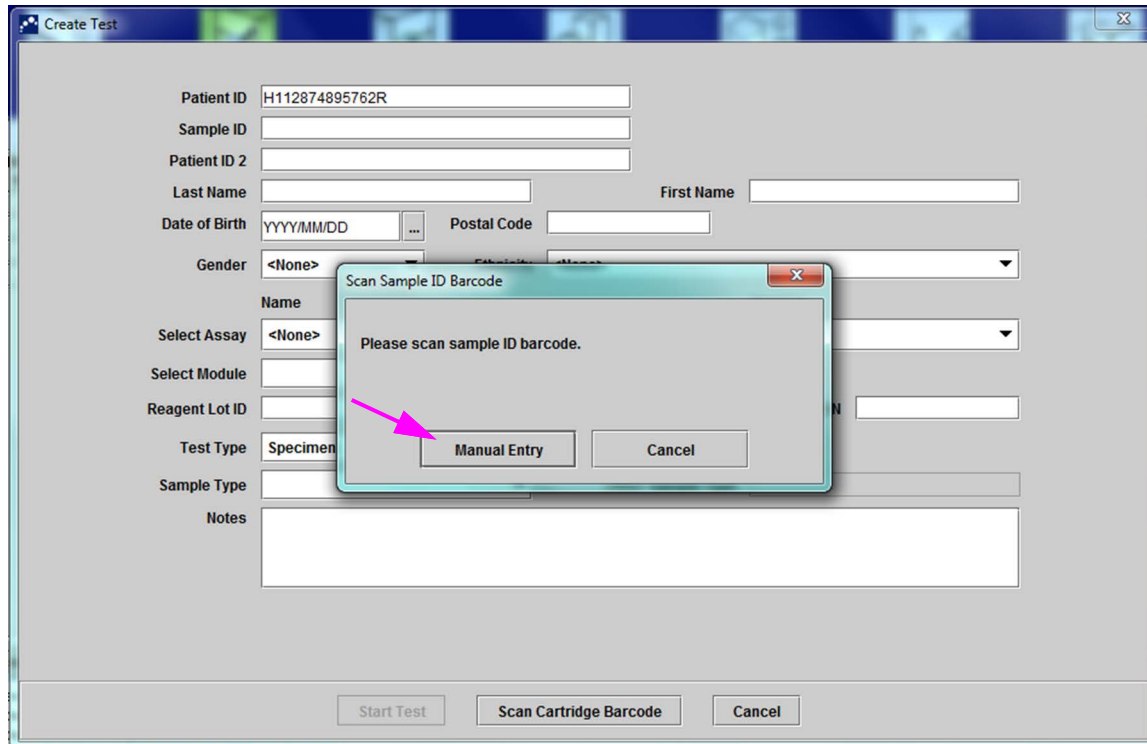 Create Test
Patient ID H112874895762R
Sample ID
Patient ID 2
Last Name First Name
Date of Birth YYYY/MM/DD ... Postal Code
Gender <None> Ethnicity <None>
Name
Select Assay <None>
Select Module
Reagent Lot ID N
Test Type Specimen
Sample Type
Notes
Scan Sample ID Barcode
Please scan sample ID barcode.
Manual Entry Cancel
Start Test Scan Cartridge Barcode Cancel